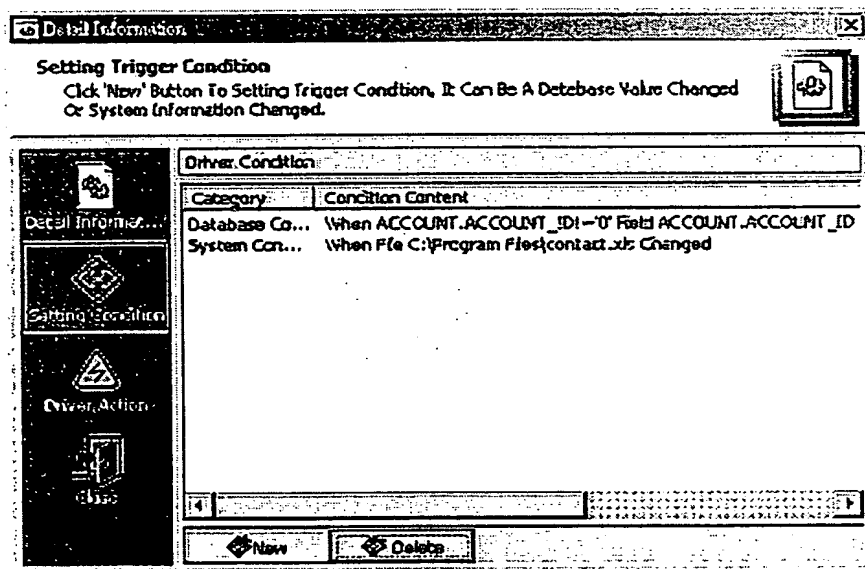 Detail Information
Setting Trigger Condition
Click 'New' Button To Setting Trigger Condition, It Can Be A Detebase Value Changed
Or System Information Changed.
Driver Condition
Category
Condition Content
Detail Informat...
Database Co... When ACCOUNT.ACCOUNT_ID!='0' Field ACCOUNT.ACCOUNT_ID
System Con... When File C:\Program Files\contact.xls Changed
Setting Condition
Driver Action
Close
New
Delete